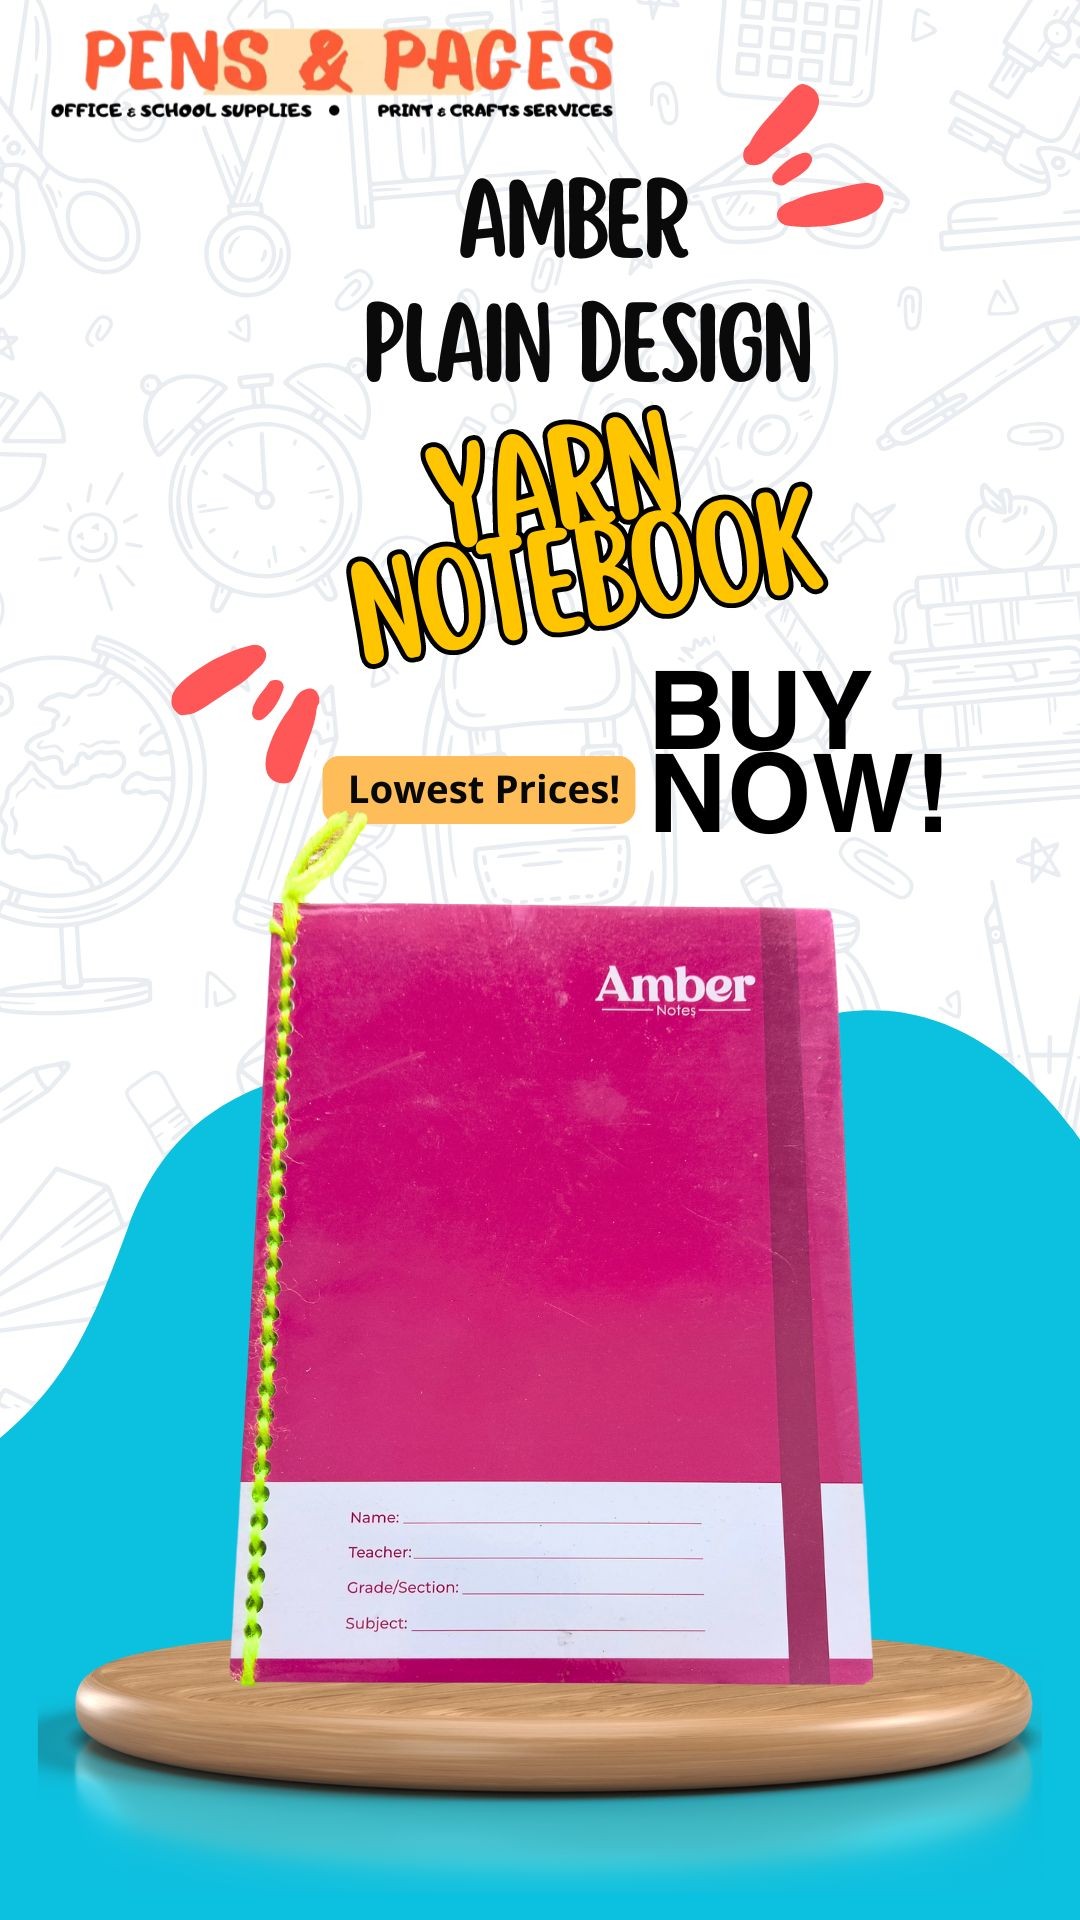 PENS & PAGES
OFFICE & SCHOOL SUPPLIES • PRINT & CRAFTS SERVICES
AMBER
PLAIN DESIGN
YARN
NOTEBOOK
BUY
NOW!
Lowest Prices!
Amber
Notes
Name:
Teacher:
Grade/Section:
Subject: